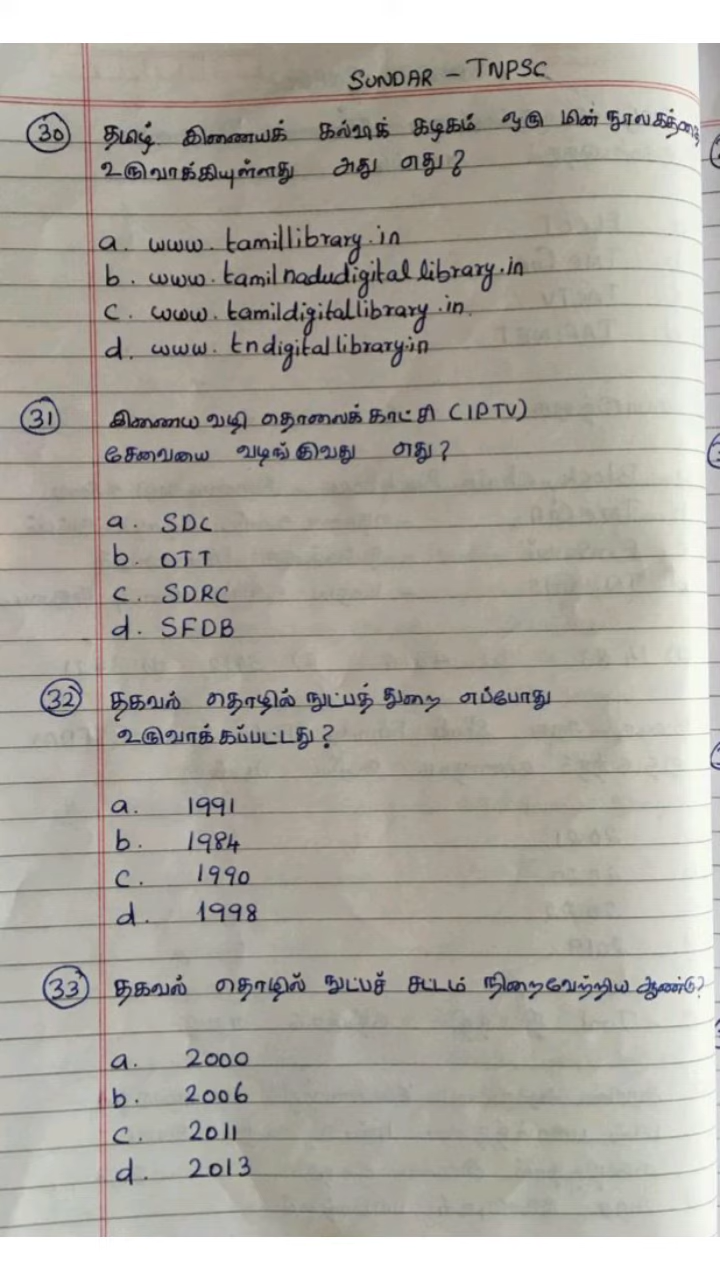 SUNDAR - TNPSC
30) தமிழ் இணையக் கல்விக் கழகம் ஒரு மின் நூலகத்தை
உருவாக்கியுள்ளது அது எது?
a. www.tamillibrary.in
b. www.tamilnadudigitallibrary.in
c. www.tamildigitallibrary.in
d. www.tndigitallibrary.in
31) இணைய வழி தொலைக் காட்சி (IPTV)
சேவையை வழங்குவது எது?
a. SDC
b. OTT
c. SDRC
d. SFDB
32) தகவல் தொழில் நுட்பத் துறை எப்போது
உருவாக்கப்பட்டது?
a. 1991
b. 1984
c. 1990
d. 1998
33) தகவல் தொழில் நுட்பச் சட்டம் நிறைவேற்றிய ஆண்டு?
a. 2000
b. 2006
c. 2011
d. 2013